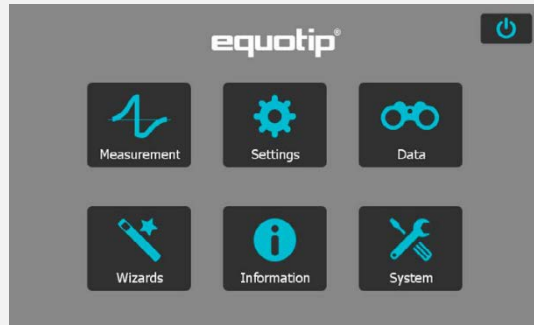 equotip®
Measurement
Settings
Data
Wizards
Information
System